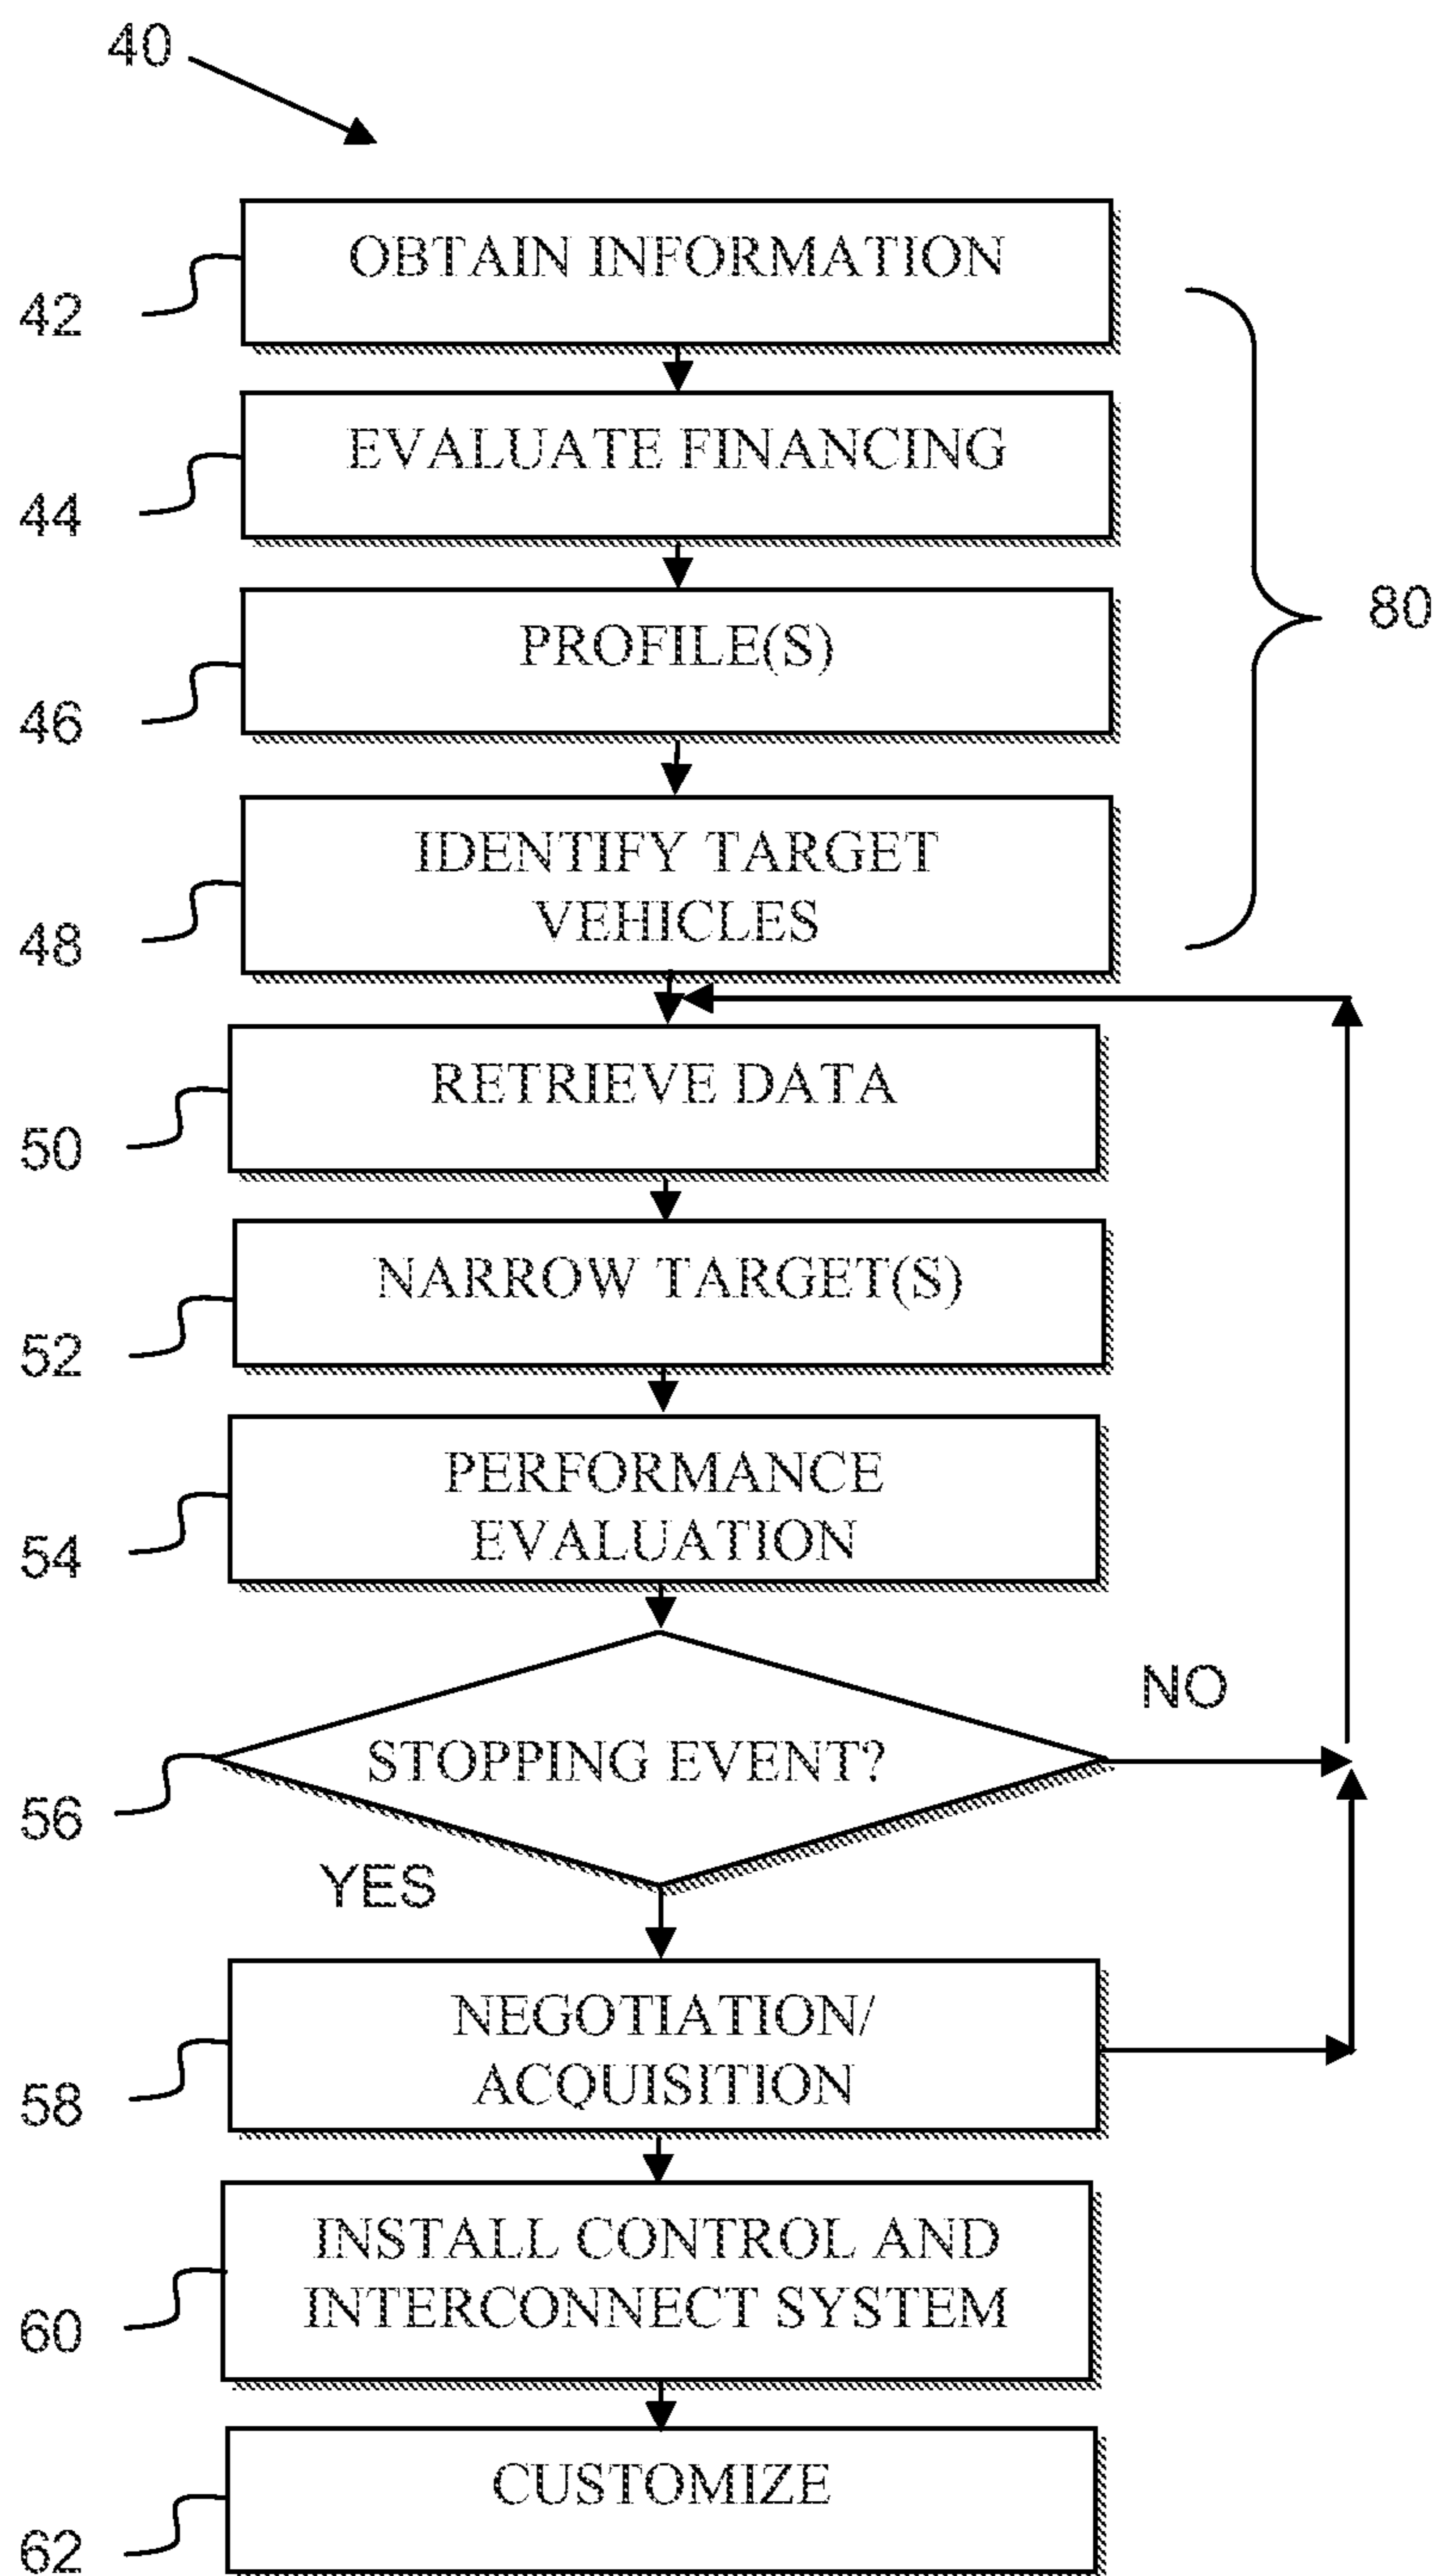 40
OBTAIN INFORMATION
42
EVALUATE FINANCING
44
80
PROFILE(S)
46
IDENTIFY TARGET
VEHICLES
48
RETRIEVE DATA
50
NARROW TARGET(S)
52
PERFORMANCE
EVALUATION
54
NO
STOPPING EVENT?
56
YES
NEGOTIATION/
ACQUISITION
58
INSTALL CONTROL AND
INTERCONNECT SYSTEM
60
CUSTOMIZE
62